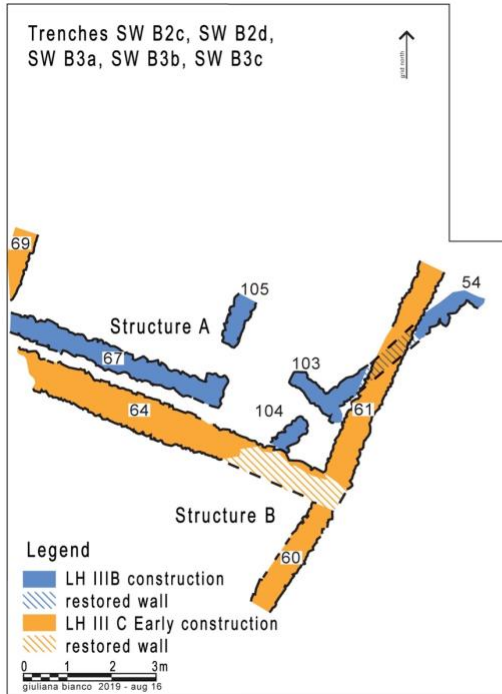 Trenches SW B2c, SW B2d,
SW B3a, SW B3b, SW B3c
grid north
69
105
54
Structure A
67
103
64
104
61
Structure B
60
Legend
LH IIIB construction
restored wall
LH III C Early construction
restored wall
0 1 2 3m
giuliana bianco 2019 - aug 16